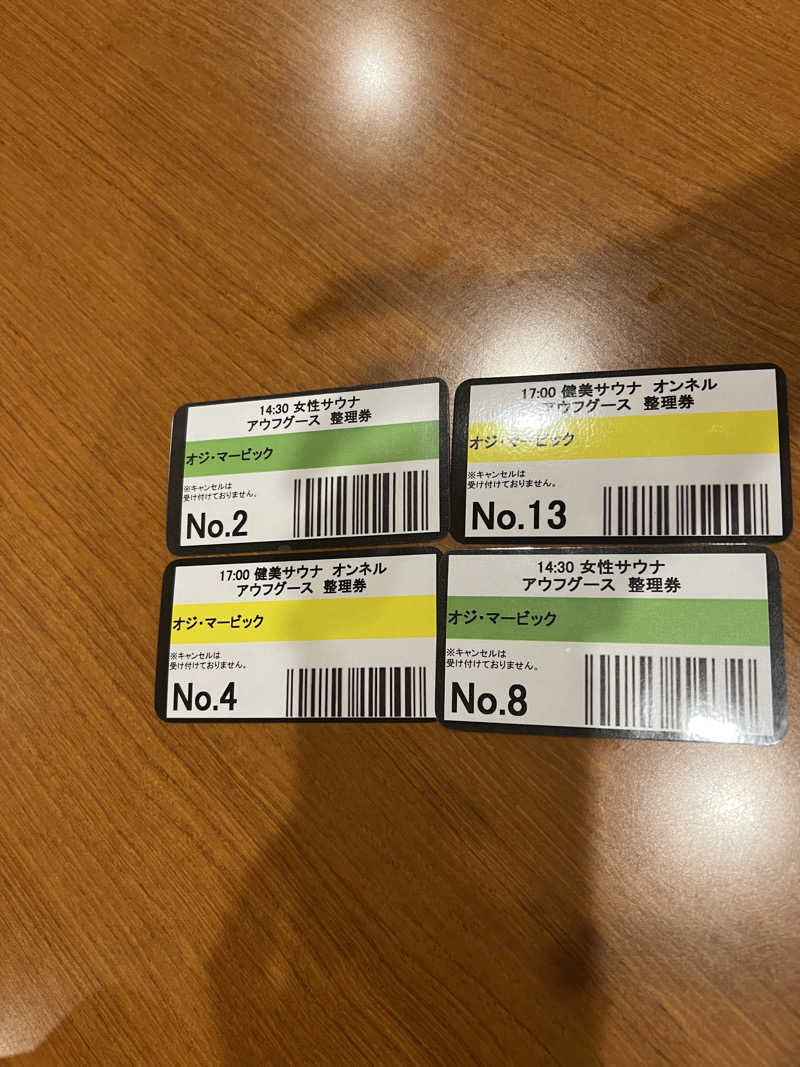 14:30 女性サウナ
アウフグース 整理券
オジ・マービック
※キャンセルは
受け付けておりません。
No.2
17:00 健美サウナ オンネル
アウフグース 整理券
オジ・マービック
※キャンセルは
受け付けておりません。
No.13
17:00 健美サウナ オンネル
アウフグース 整理券
オジ・マービック
※キャンセルは
受け付けておりません。
No.4
14:30 女性サウナ
アウフグース 整理券
オジ・マービック
※キャンセルは
受け付けておりません。
No.8